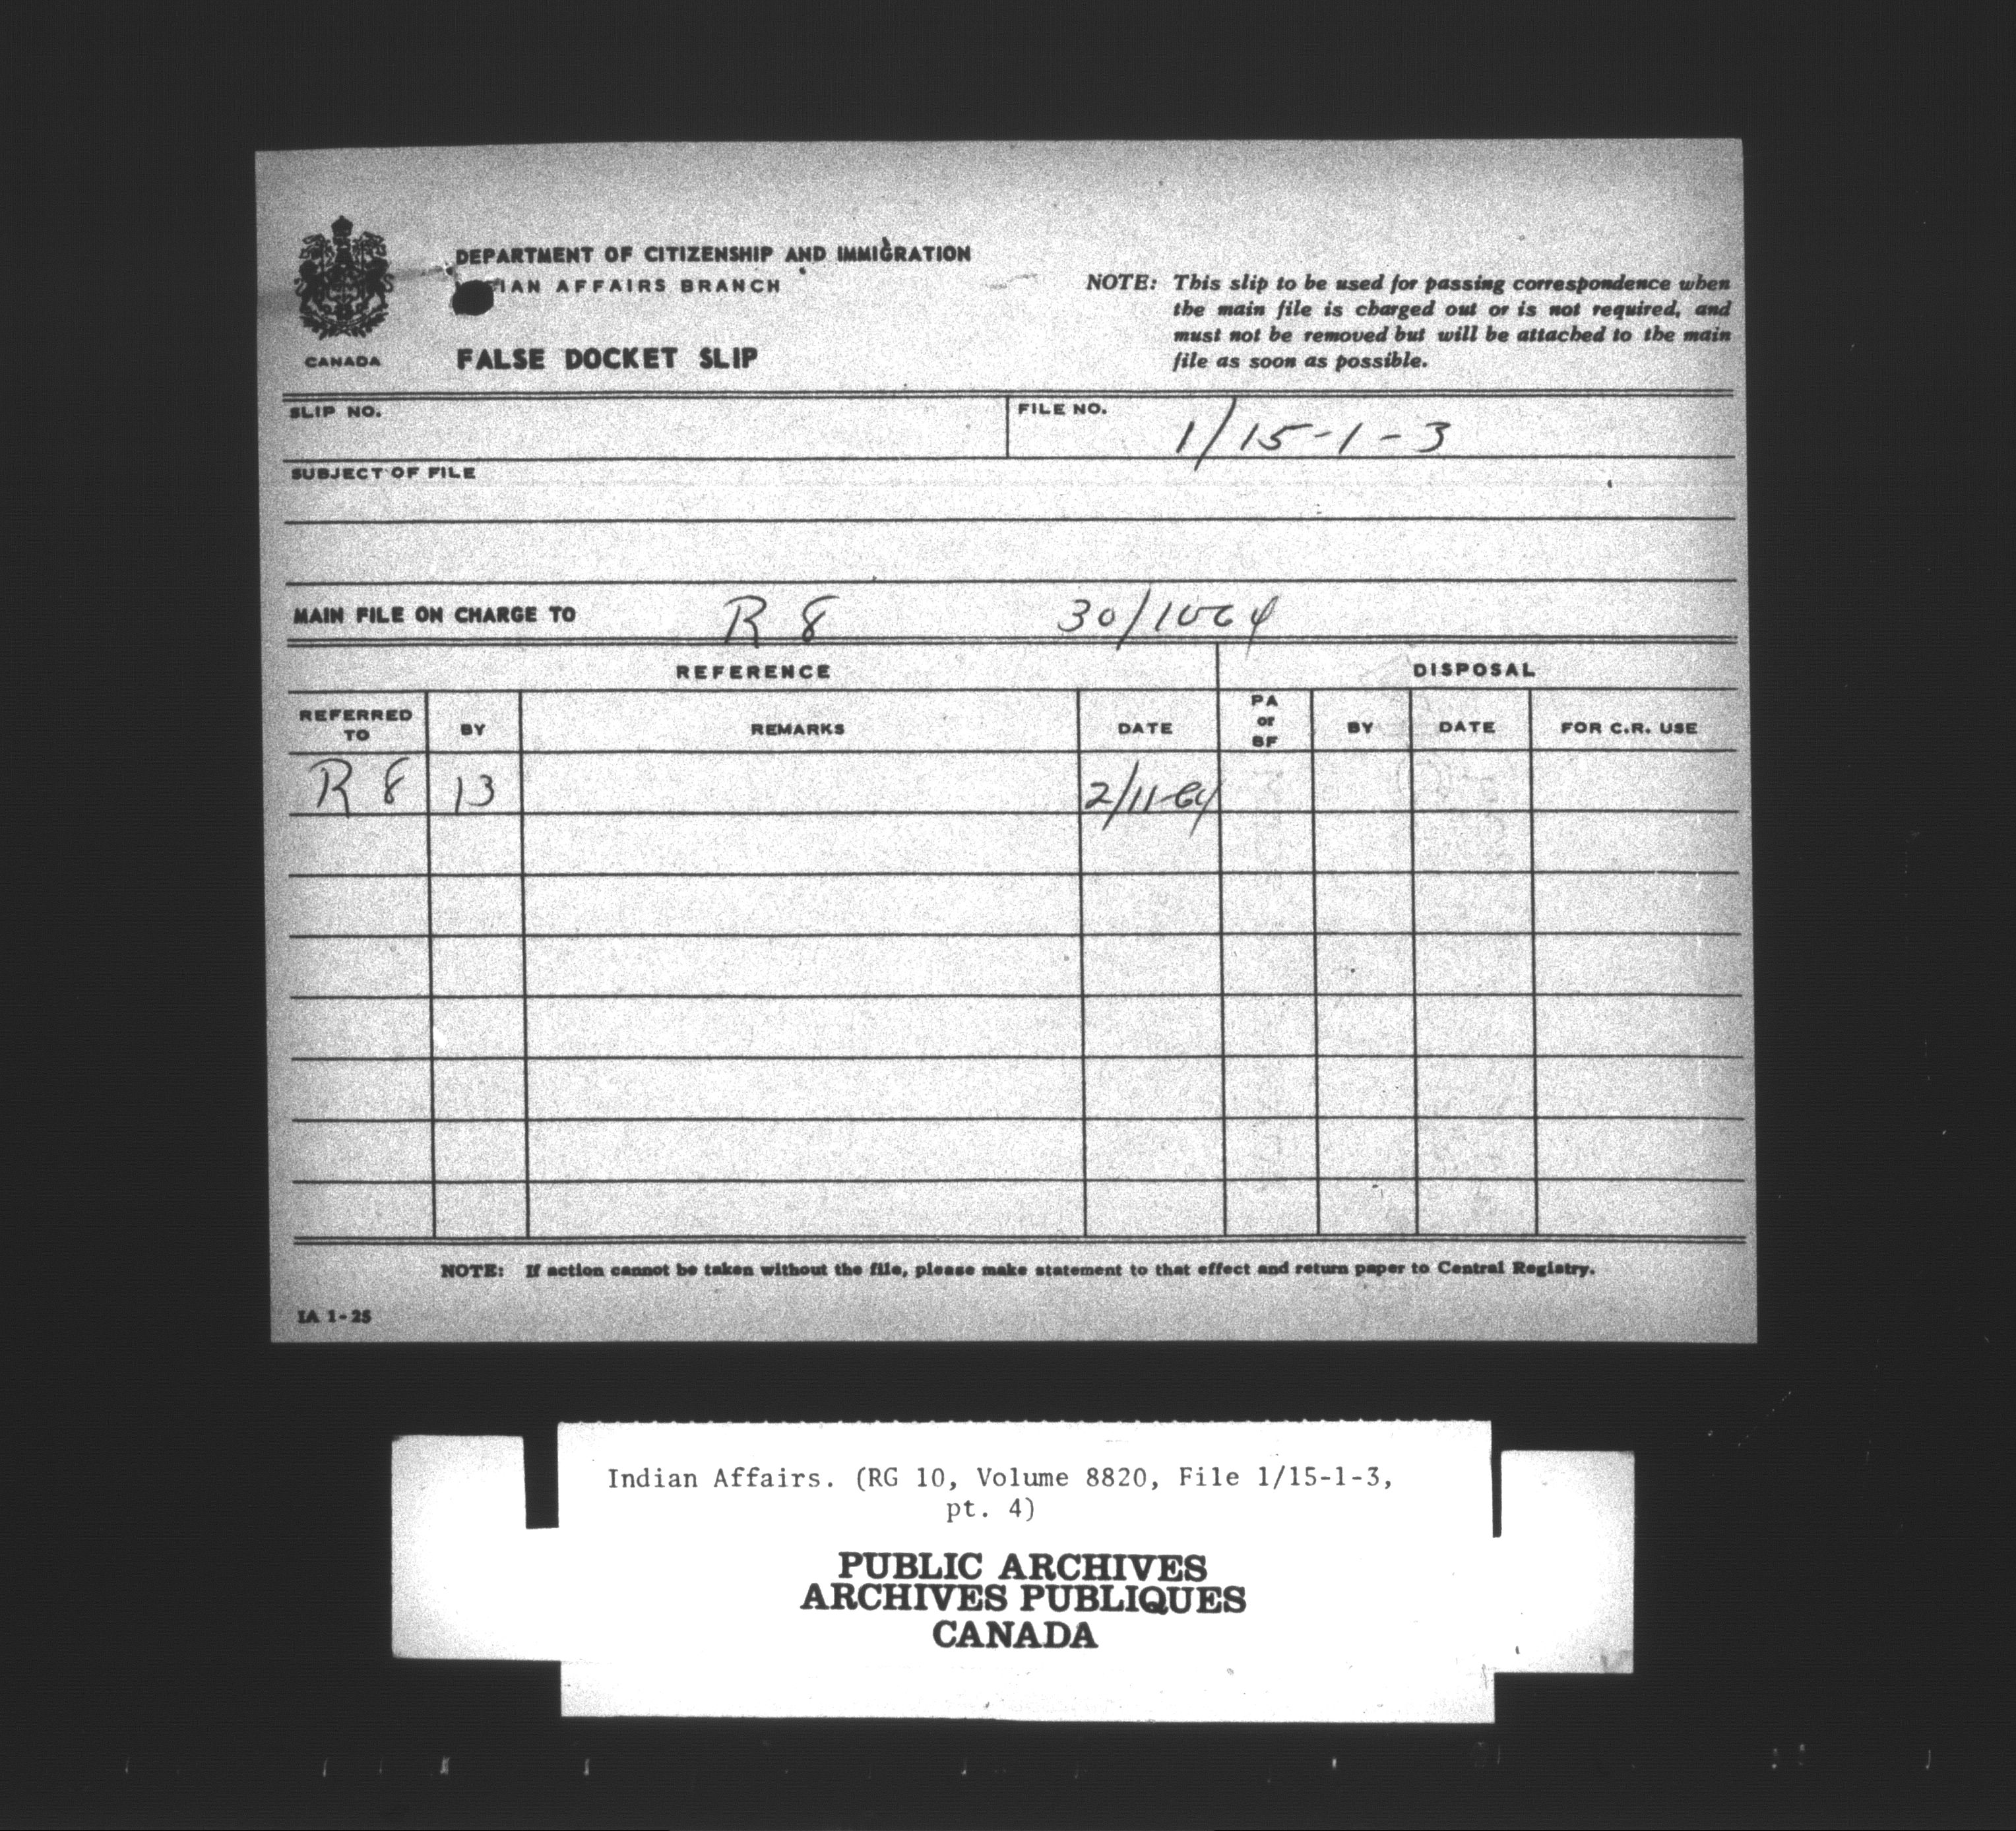 DEPARTMENT OF CITIZENSHIP AND IMMIGRATION
IAN AFFAIRS BRANCH
CANADA
FALSE DOCKET SLIP
NOTE: This slip to be used for passing correspondence when
the main file is charged out or is not required, and
must not be removed but will be attached to the main
file as soon as possible.
SLIP NO.
FILE NO. 1/15-1-3
SUBJECT OF FILE
MAIN FILE ON CHARGE TO R 8 30/10 64
REFERENCE DISPOSAL
REFERRED TO BY REMARKS DATE PA or BF BY DATE FOR C.R. USE
R 8 13 2/11-64
NOTE: If action cannot be taken without the file, please make statement to that effect and return paper to Central Registry.
IA 1-25
Indian Affairs. (RG 10, Volume 8820, File 1/15-1-3,
pt. 4)
PUBLIC ARCHIVES
ARCHIVES PUBLIQUES
CANADA